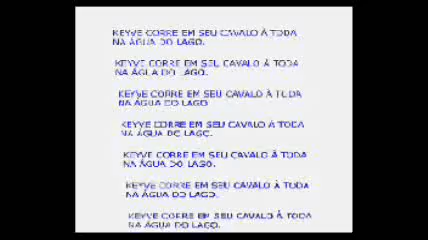 KEYVE CORRE EM SEU CAVALO À TODA
NA ÁGUA DO LAGO.
KEYVE CORRE EM SEU CAVALO À TODA
NA ÁGUA DO LAGO.
KEYVE CORRE EM SEU CAVALO À TUDA
NA ÁGUA DO LAGO
KEYVE CORRE EM SEU CAVALO À TODA
NA ÁGUA DO LAGO.
KEYVE CORRE EM SEU CAVALO À TODA
NA ÁGUA DO LAGO.
KEYVE CORRE EM SEU CAVALO À TODA
NA ÁGUA DO LAGO.
KEYVE CORRE EM SEU CAVALO À TODA
NA ÁGUA DO LAGO.